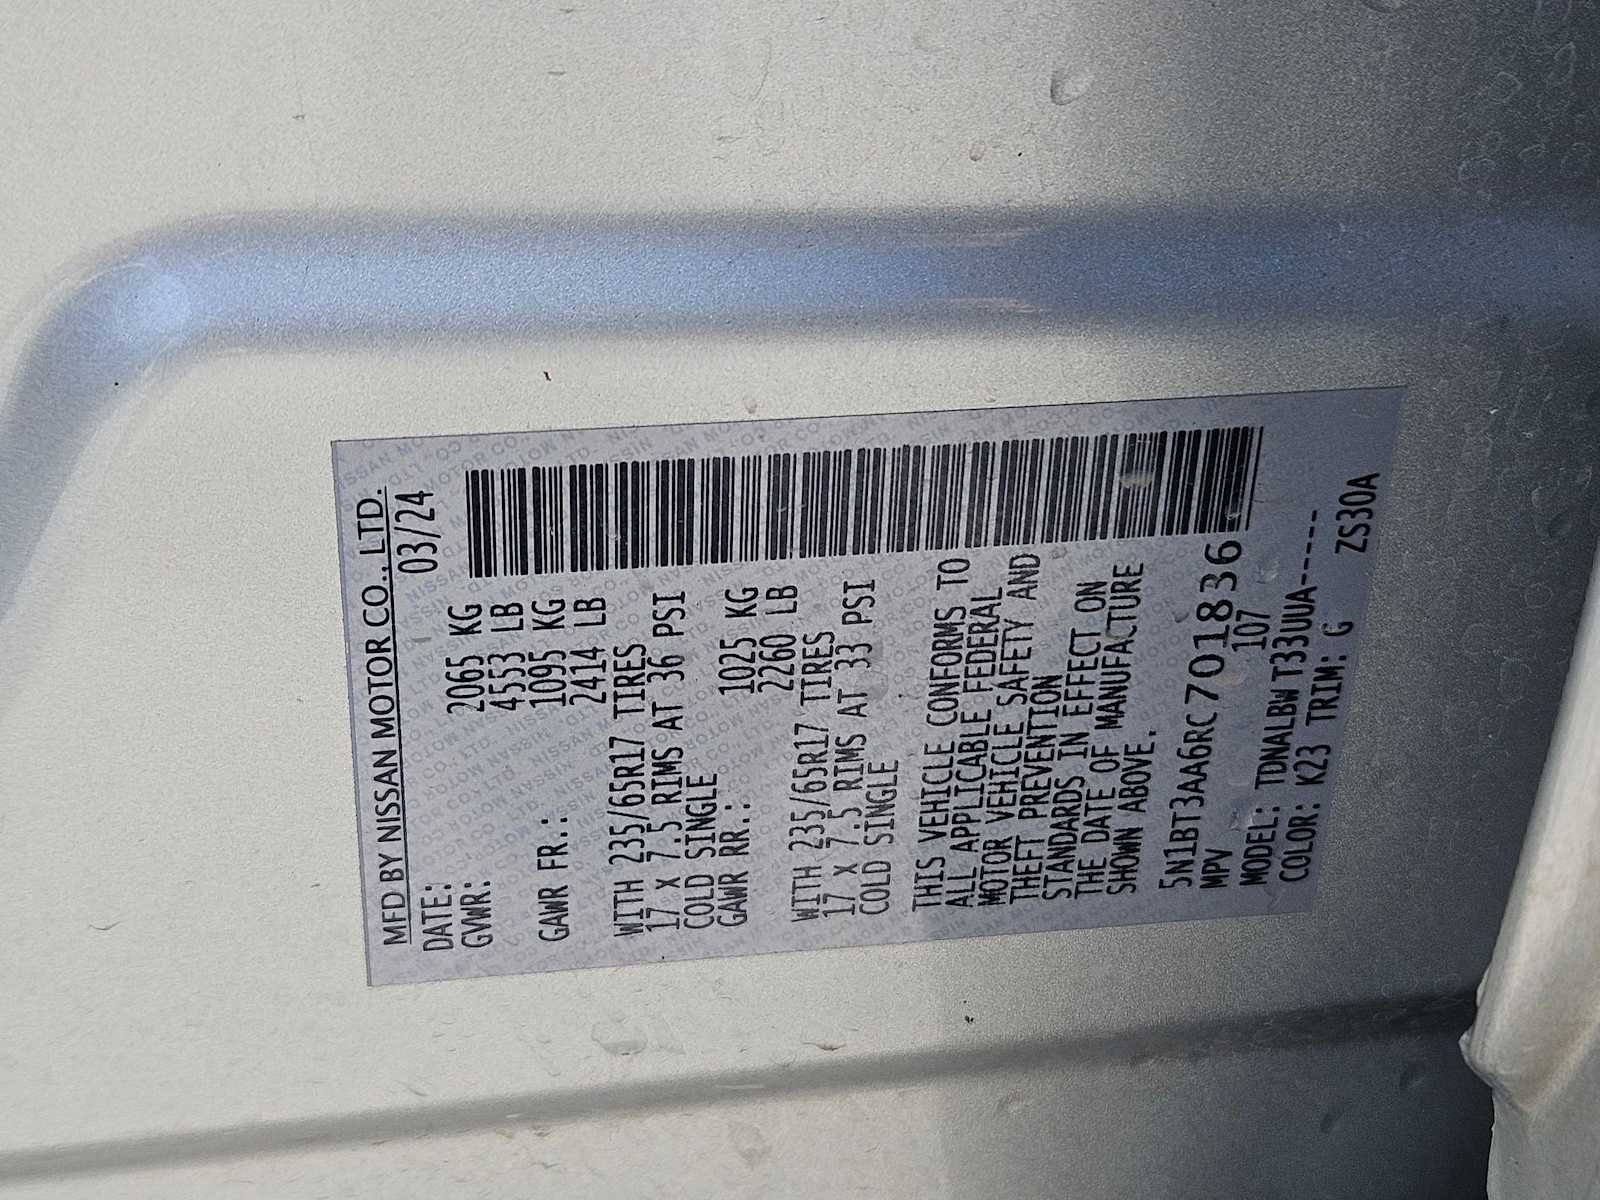 MFD BY NISSAN MOTOR CO., LTD.
DATE: 03/24
GVWR: 2065 KG
4553 LB
GAWR FR.: 1095 KG
2414 LB
WITH 235/65R17 TIRES
17 X 7.5 RIMS AT 36 PSI
COLD SINGLE
GAWR RR.: 1025 KG
2260 LB
WITH 235/65R17 TIRES
17 X 7.5 RIMS AT 33 PSI
COLD SINGLE
THIS VEHICLE CONFORMS TO
ALL APPLICABLE FEDERAL
MOTOR VEHICLE SAFETY AND
THEFT PREVENTION
STANDARDS IN EFFECT ON
THE DATE OF MANUFACTURE
SHOWN ABOVE.
5N1BT3AA6RC701836
MPV 107
MODEL: TDNALBW T33UUA-----
COLOR: K23 TRIM: G ZS30A